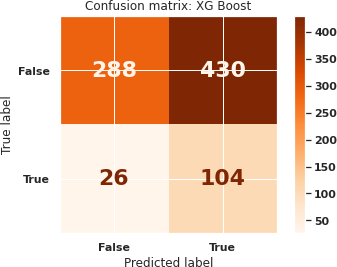 Confusion matrix: XG Boost
True label
False
True
288
430
26
104
False
True
Predicted label
400
350
300
250
200
150
100
50